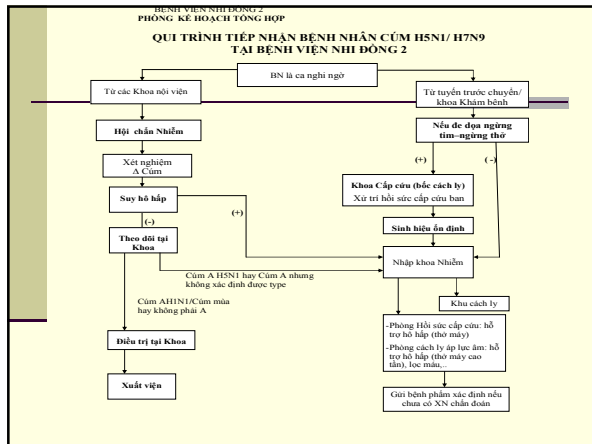 BỆNH VIỆN NHI ĐỒNG 2
PHÒNG KẾ HOẠCH TỔNG HỢP
QUI TRÌNH TIẾP NHẬN BỆNH NHÂN CÚM H5N1/ H7N9
TẠI BỆNH VIỆN NHI ĐỒNG 2
BN là ca nghi ngờ
Từ các Khoa nội viện
Từ tuyến trước chuyển/
khoa Khám bệnh
Hội chẩn Nhiễm
Nếu đe dọa ngừng
tim–ngừng thở
(+)
(-)
Xét nghiệm
Δ Cúm
Khoa Cấp cứu (bốc cách ly)
Xử trí hồi sức cấp cứu ban
Suy hô hấp
(-)
(+)
Sinh hiệu ổn định
Theo dõi tại
Khoa
Nhập khoa Nhiễm
Cúm A H5N1 hay Cúm A nhưng
không xác định được type
Cúm AH1N1/Cúm mùa
hay không phải A
Khu cách ly
-Phòng Hồi sức cấp cứu: hỗ
trợ hô hấp (thở máy)
-Phòng cách ly áp lực âm: hỗ
trợ hô hấp (thở máy cao
tần), lọc máu,..
Điều trị tại Khoa
Xuất viện
Gửi bệnh phẩm xác định nếu
chưa có XN chẩn đoán